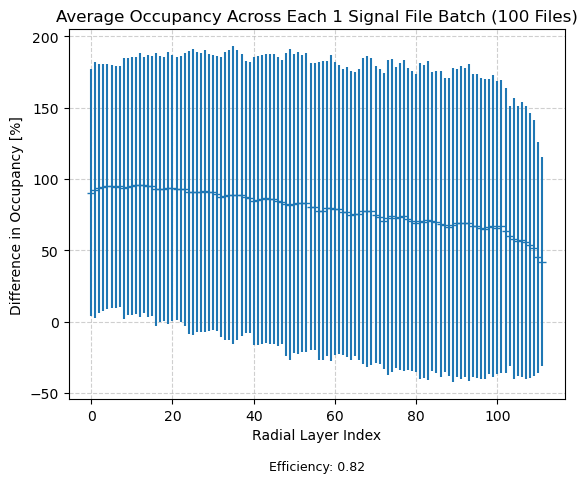 Average Occupancy Across Each 1 Signal File Batch (100 Files)
Difference in Occupancy [%]
200
150
100
50
0
−50
0 20 40 60 80 100
Radial Layer Index
Efficiency: 0.82